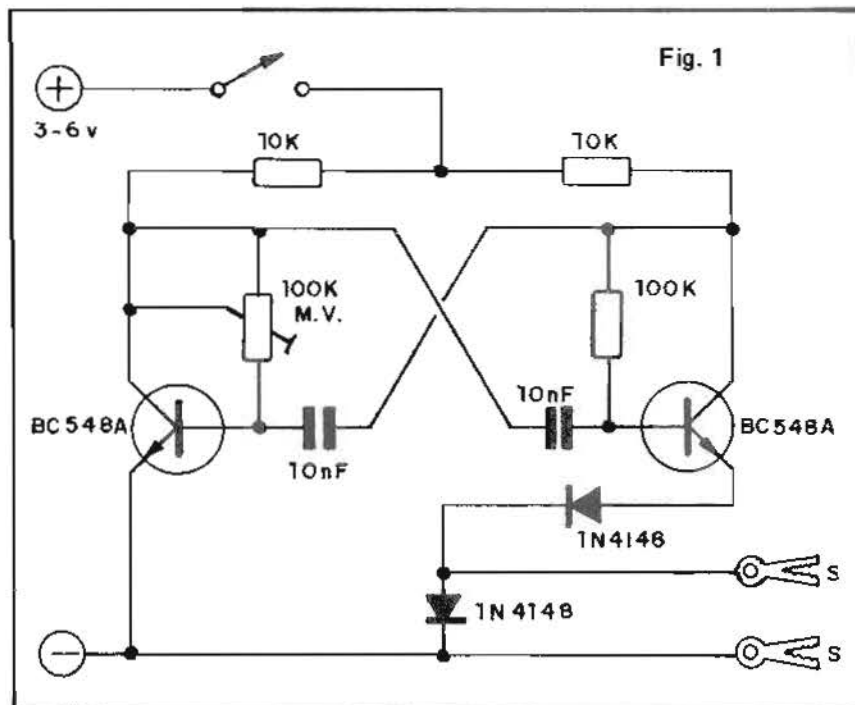 Fig. 1
+
3-6 v
10K
10K
100K
M.V.
100K
BC548A
10nF
10nF
BC548A
1N4148
S
1N4148
−
S